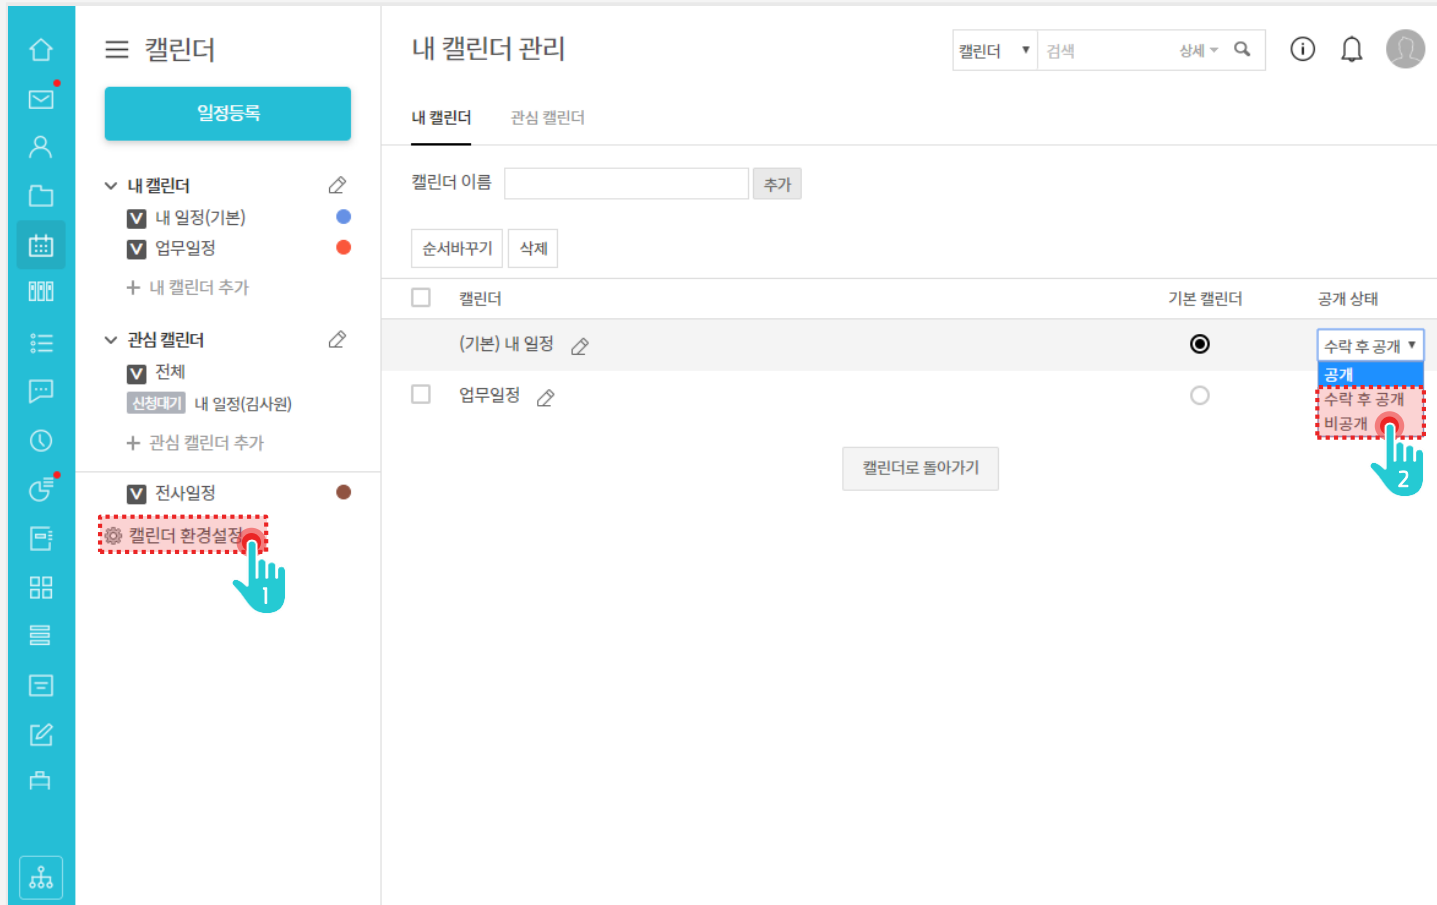 캘린더
일정등록
내 캘린더
V 내 일정(기본)
V 업무일정
+ 내 캘린더 추가
관심 캘린더
V 전체
신청대기 내 일정(김사원)
+ 관심 캘린더 추가
V 전사일정
캘린더 환경설정
1
내 캘린더 관리
캘린더 ▼ 검색 상세
내 캘린더 관심 캘린더
캘린더 이름 추가
순서바꾸기 삭제
캘린더 기본 캘린더 공개 상태
(기본) 내 일정 수락 후 공개 ▼
공개
수락 후 공개
비공개
업무일정
2
캘린더로 돌아가기